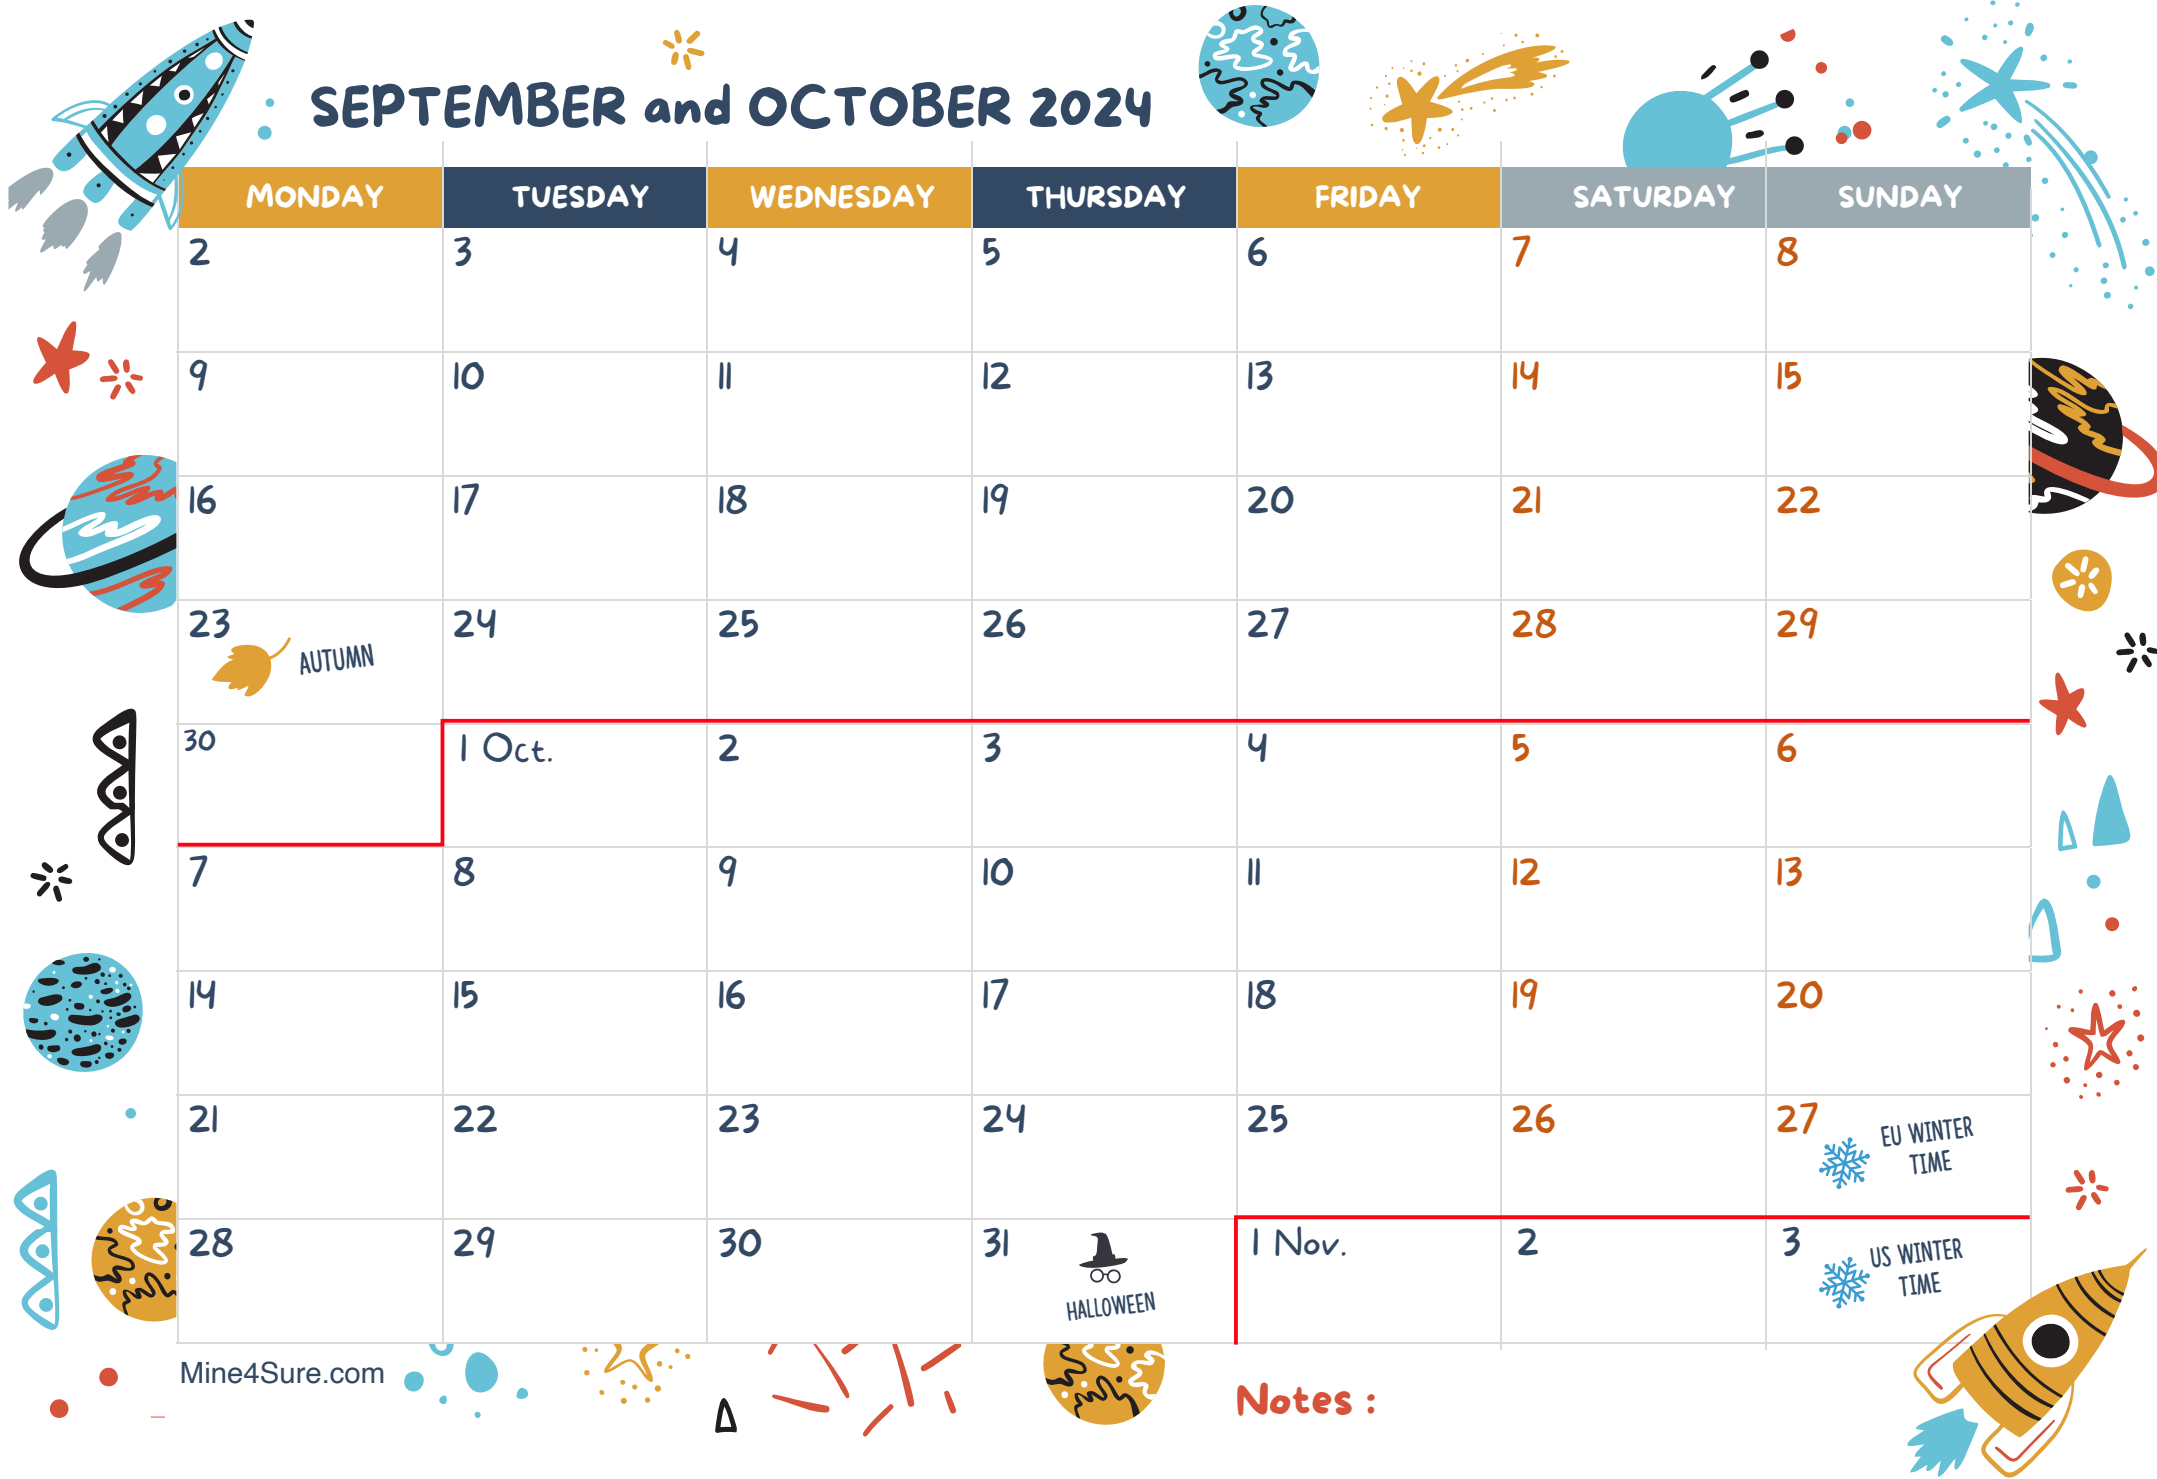 SEPTEMBER and OCTOBER 2024
MONDAY TUESDAY WEDNESDAY THURSDAY FRIDAY SATURDAY SUNDAY
2 3 4 5 6 7 8
9 10 11 12 13 14 15
16 17 18 19 20 21 22
23 24 25 26 27 28 29
AUTUMN
30 1 Oct. 2 3 4 5 6
7 8 9 10 11 12 13
14 15 16 17 18 19 20
21 22 23 24 25 26 27
EU WINTER
TIME
28 29 30 31 1 Nov. 2 3
HALLOWEEN
US WINTER
TIME
Mine4Sure.com
Notes :